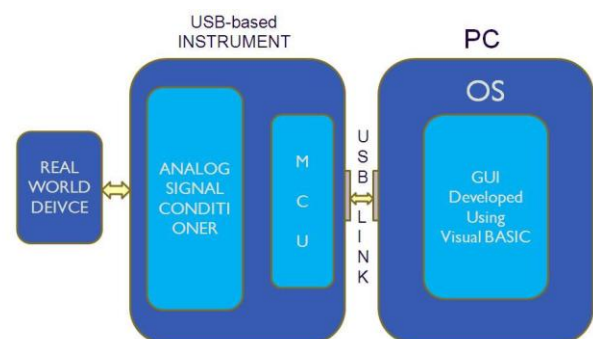 USB-based
INSTRUMENT
PC
REAL
WORLD
DEIVCE
ANALOG
SIGNAL
CONDITI
ONER
M
C
U
U
S
B
L
I
N
K
OS
GUI
Developed
Using
Visual BASIC